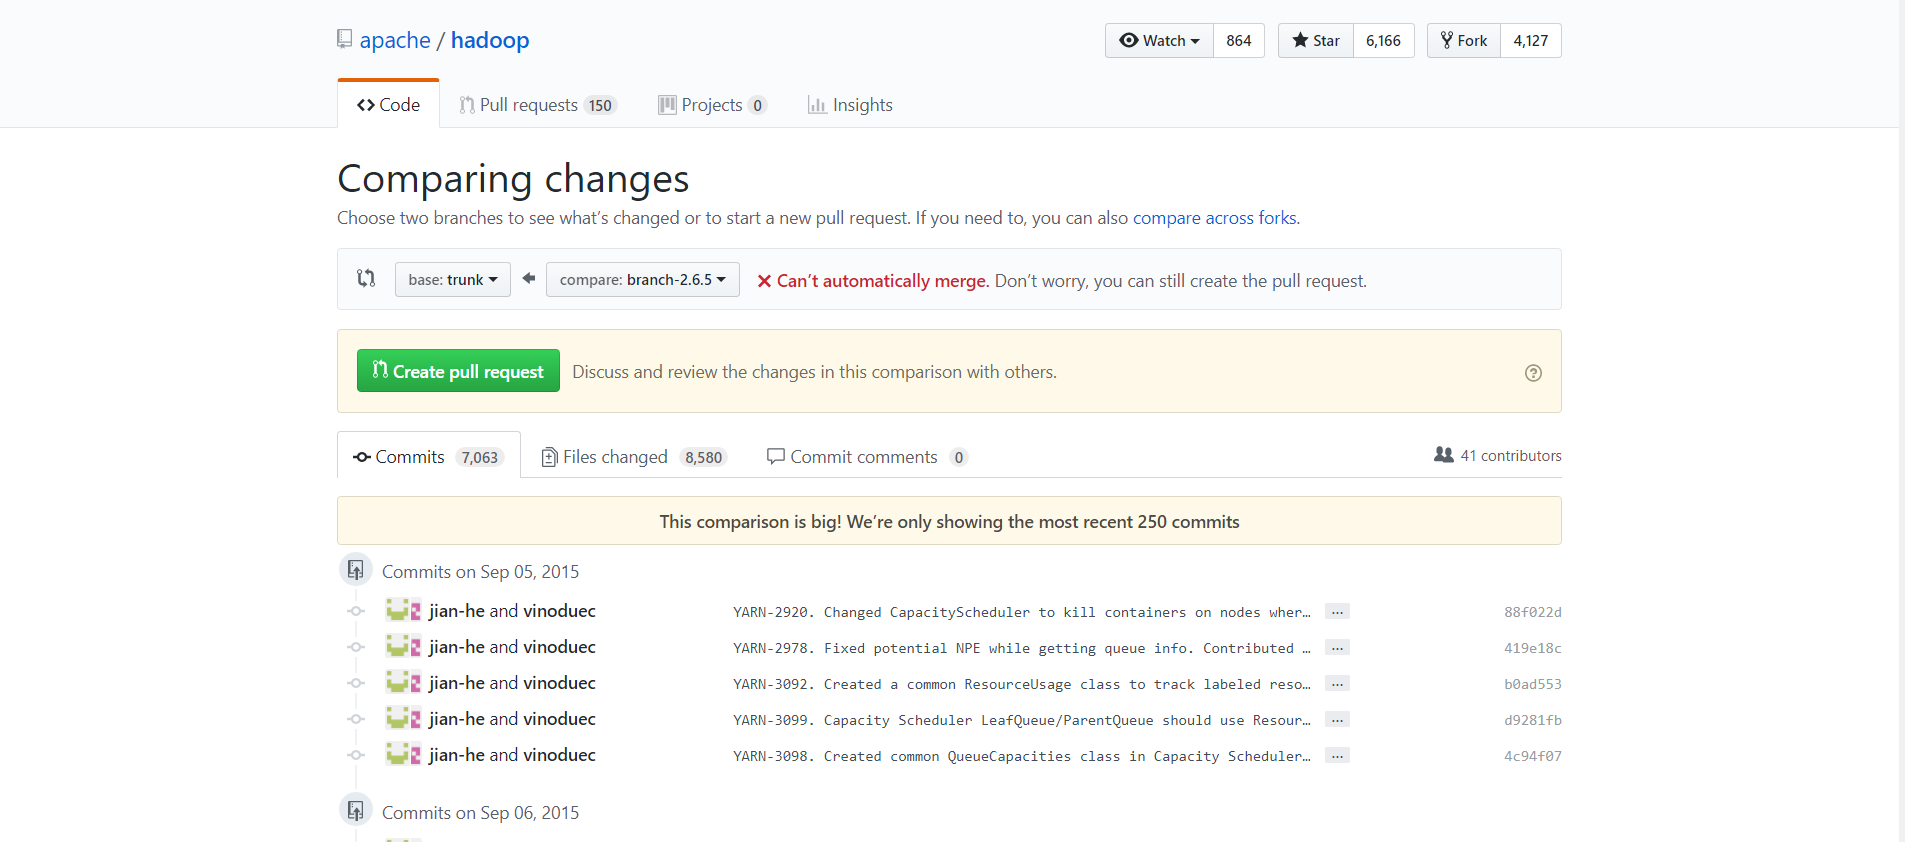 apache / hadoop
Watch 864 Star 6,166 Fork 4,127
Code Pull requests 150 Projects 0 Insights
Comparing changes
Choose two branches to see what’s changed or to start a new pull request. If you need to, you can also compare across forks.
base: trunk compare: branch-2.6.5 Can’t automatically merge. Don’t worry, you can still create the pull request.
Create pull request Discuss and review the changes in this comparison with others.
Commits 7,063 Files changed 8,580 Commit comments 0 41 contributors
This comparison is big! We’re only showing the most recent 250 commits
Commits on Sep 05, 2015
jian-he and vinoduec YARN-2920. Changed CapacityScheduler to kill containers on nodes wher… … 88f022d
jian-he and vinoduec YARN-2978. Fixed potential NPE while getting queue info. Contributed … … 419e18c
jian-he and vinoduec YARN-3092. Created a common ResourceUsage class to track labeled reso… … b0ad553
jian-he and vinoduec YARN-3099. Capacity Scheduler LeafQueue/ParentQueue should use Resour… … d9281fb
jian-he and vinoduec YARN-3098. Created common QueueCapacities class in Capacity Scheduler… … 4c94f07
Commits on Sep 06, 2015